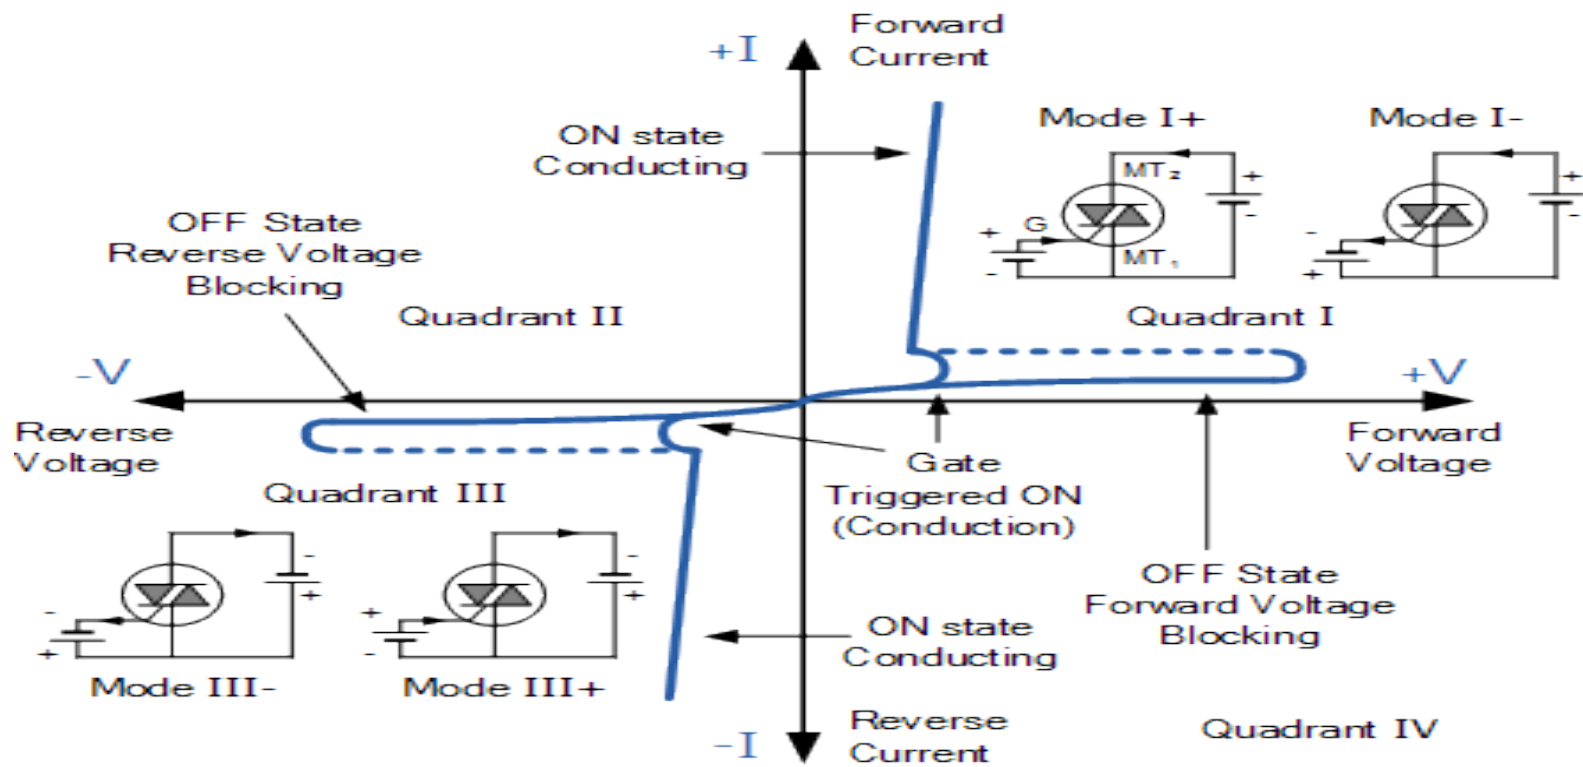 Forward
+I
Current
Mode I+
Mode I-
ON state
Conducting
MT₂
+
+
-
-
G
+
-
MT₁
-
+
OFF State
Reverse Voltage
Blocking
Quadrant II
Quadrant I
-V
+V
Reverse
Voltage
Forward
Voltage
Gate
Triggered ON
(Conduction)
Quadrant III
-
+
-
+
-
+
+
-
OFF State
Forward Voltage
Blocking
ON state
Conducting
Mode III-
Mode III+
Reverse
Current
-I
Quadrant IV